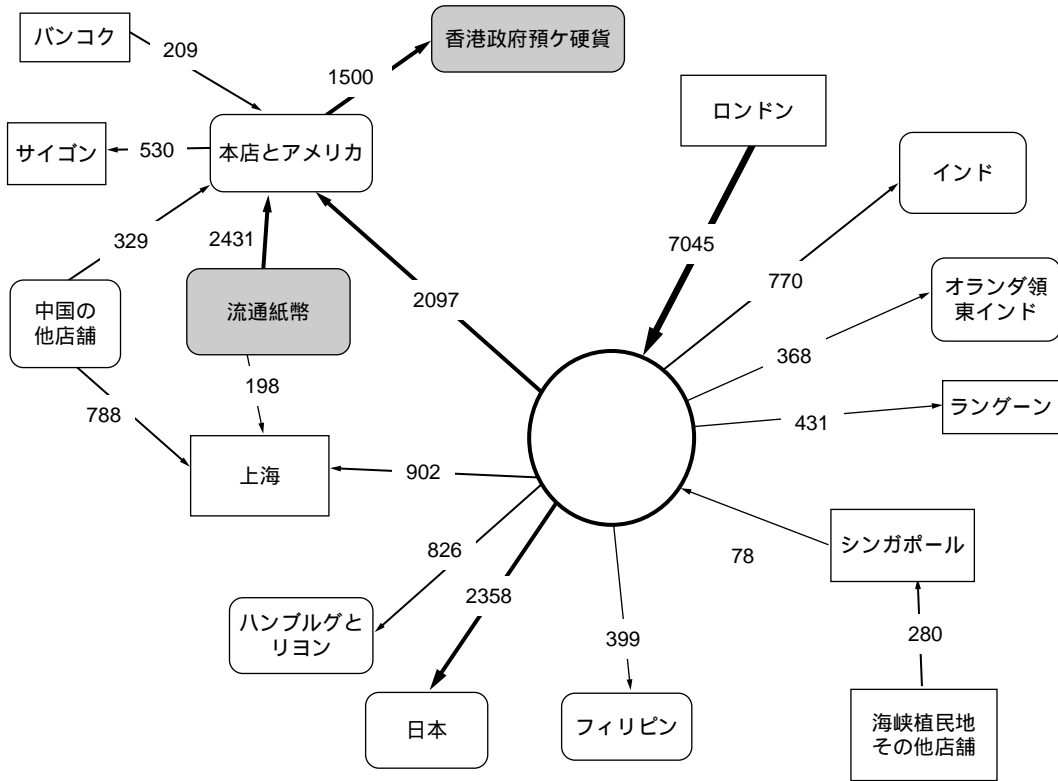 香港政府預ケ硬貨
バンコク
209
1500
ロンドン
サイゴン
530
本店とアメリカ
インド
329
2431
7045
770
中国の
他店舗
流通紙幣
2097
オランダ領
東インド
368
198
788
431
ラングーン
上海
902
826
78
シンガポール
2358
ハンブルグと
リヨン
399
280
日本
フィリピン
海峡植民地
その他店舗